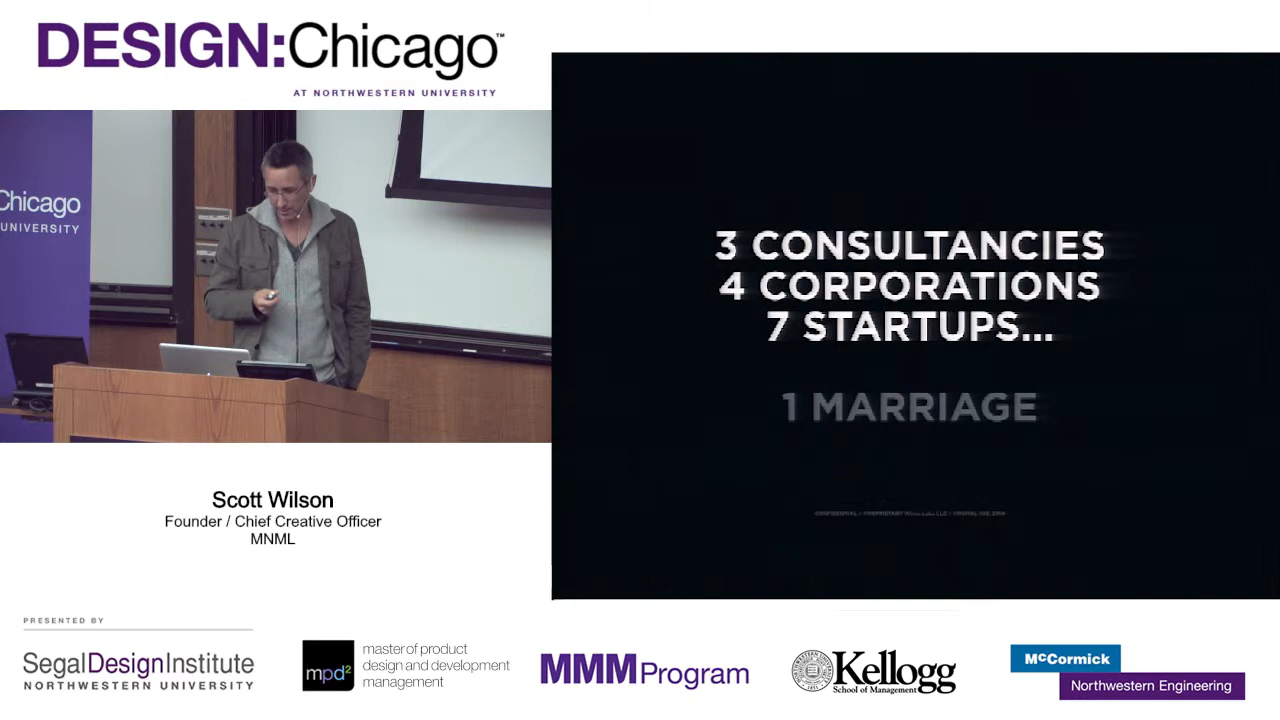 DESIGN:Chicago™
AT NORTHWESTERN UNIVERSITY
Chicago
UNIVERSITY
3 CONSULTANCIES
4 CORPORATIONS
7 STARTUPS...
1 MARRIAGE
Scott Wilson
Founder / Chief Creative Officer
MNML
PRESENTED BY
SegalDesignInstitute
NORTHWESTERN UNIVERSITY
mpd²
master of product
design and development
management
MMM Program
Kellogg
School of Management
McCormick
Northwestern Engineering